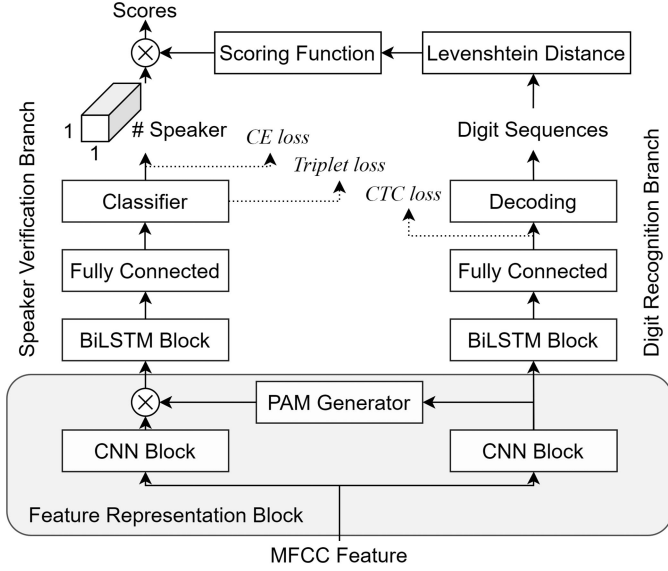 Scores
Scoring Function
Levenshtein Distance
1
1
# Speaker
CE loss
Digit Sequences
Triplet loss
Classifier
CTC loss
Decoding
Fully Connected
Fully Connected
BiLSTM Block
BiLSTM Block
Speaker Verification Branch
Digit Recognition Branch
PAM Generator
CNN Block
CNN Block
Feature Representation Block
MFCC Feature